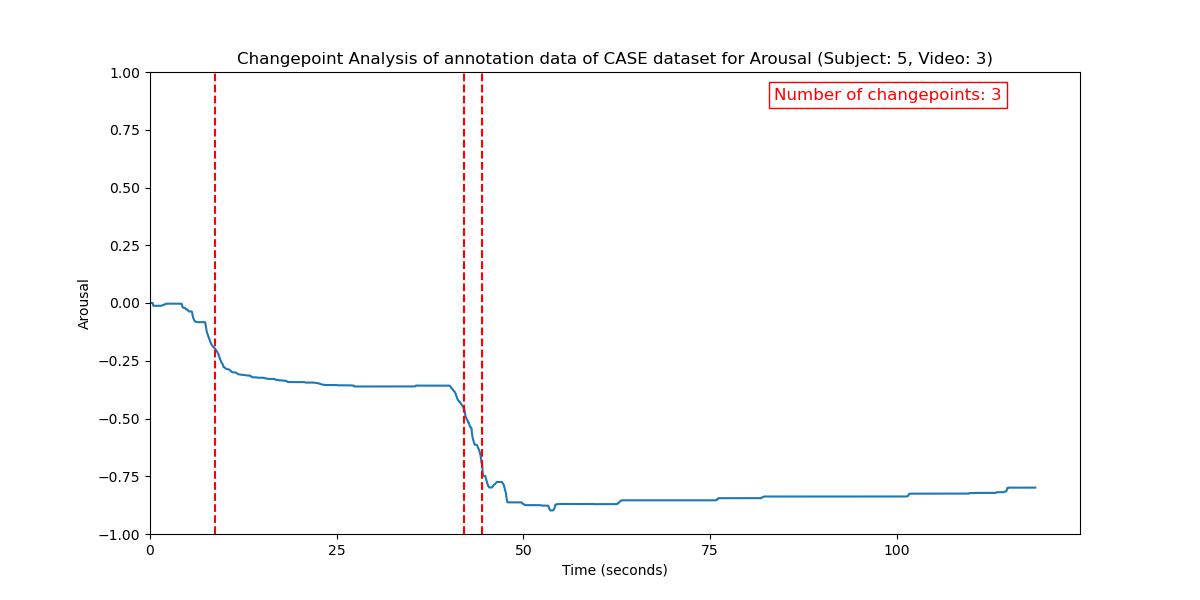 Changepoint Analysis of annotation data of CASE dataset for Arousal (Subject: 5, Video: 3)
Number of changepoints: 3
1.00
0.75
0.50
0.25
0.00
−0.25
−0.50
−0.75
−1.00
Arousal
0 25 50 75 100
Time (seconds)